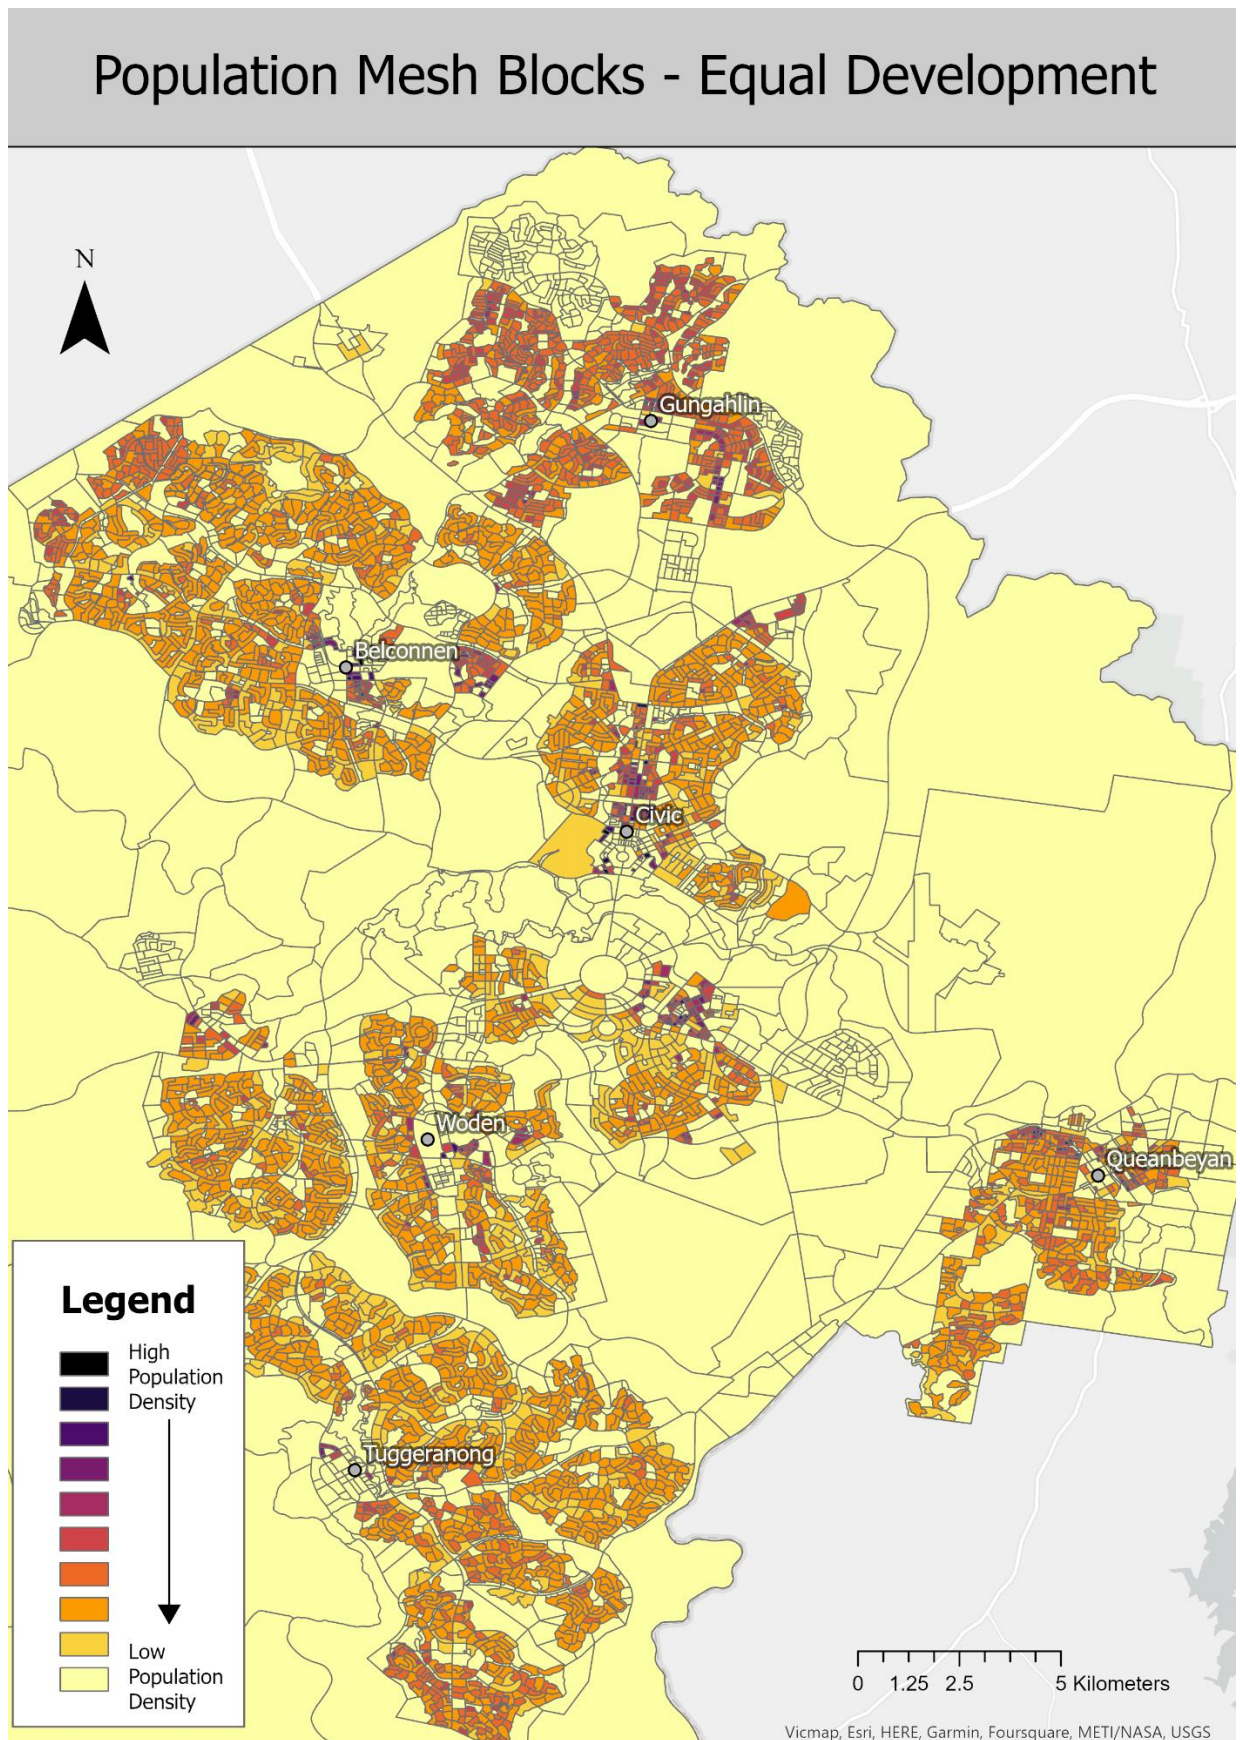 Population Mesh Blocks - Equal Development
N
Gungahlin
Belconnen
Civic
Woden
Queanbeyan
Tuggeranong
Legend
High
Population
Density
Low
Population
Density
0 1.25 2.5 5 Kilometers
Vicmap, Esri, HERE, Garmin, Foursquare, METI/NASA, USGS